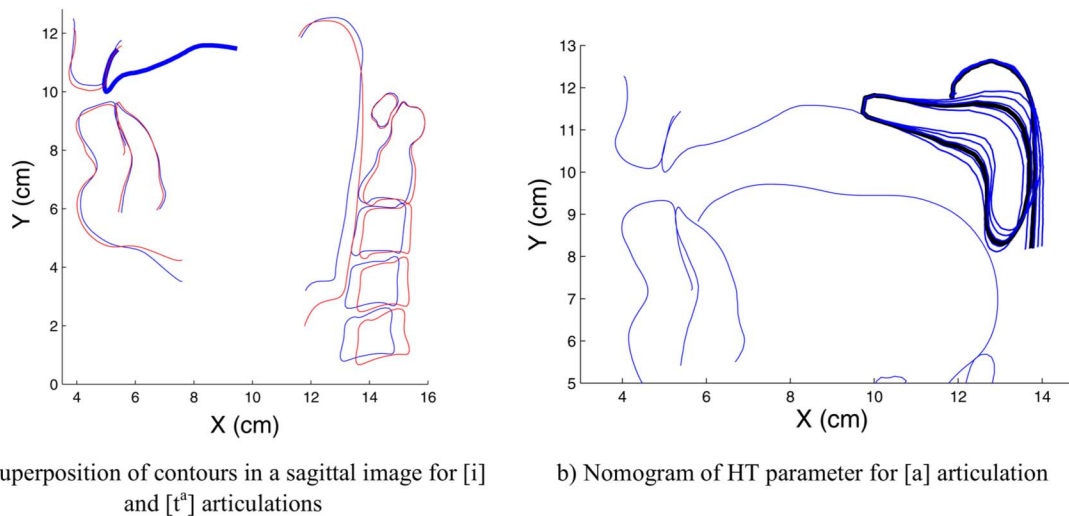 12
10
8
6
4
2
0
4 6 8 10 12 14 16
Y (cm)
X (cm)
13
12
11
10
9
8
7
6
5
4 6 8 10 12 14
Y (cm)
X (cm)
uperposition of contours in a sagittal image for [i]
and [tᵃ] articulations
b) Nomogram of HT parameter for [a] articulation